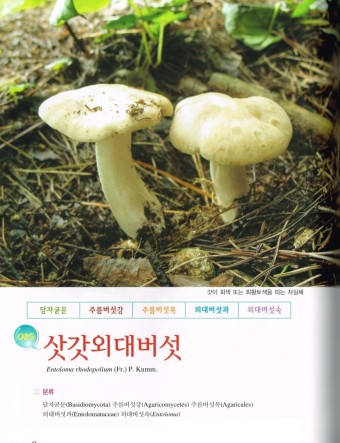 갓이 회색 또는 회황토색을 띠는 자실체
담자균문 주름버섯강 주름버섯목 외대버섯과 외대버섯속
삿갓외대버섯
Entoloma rhodopolium (Fr.) P. Kumm.
:: 분류
담자균문(Basidiomycota) 주름버섯강(Agaricomycetes) 주름버섯목(Agaricales)
외대버섯과(Entolomataceae) 외대버섯속(Entoloma)